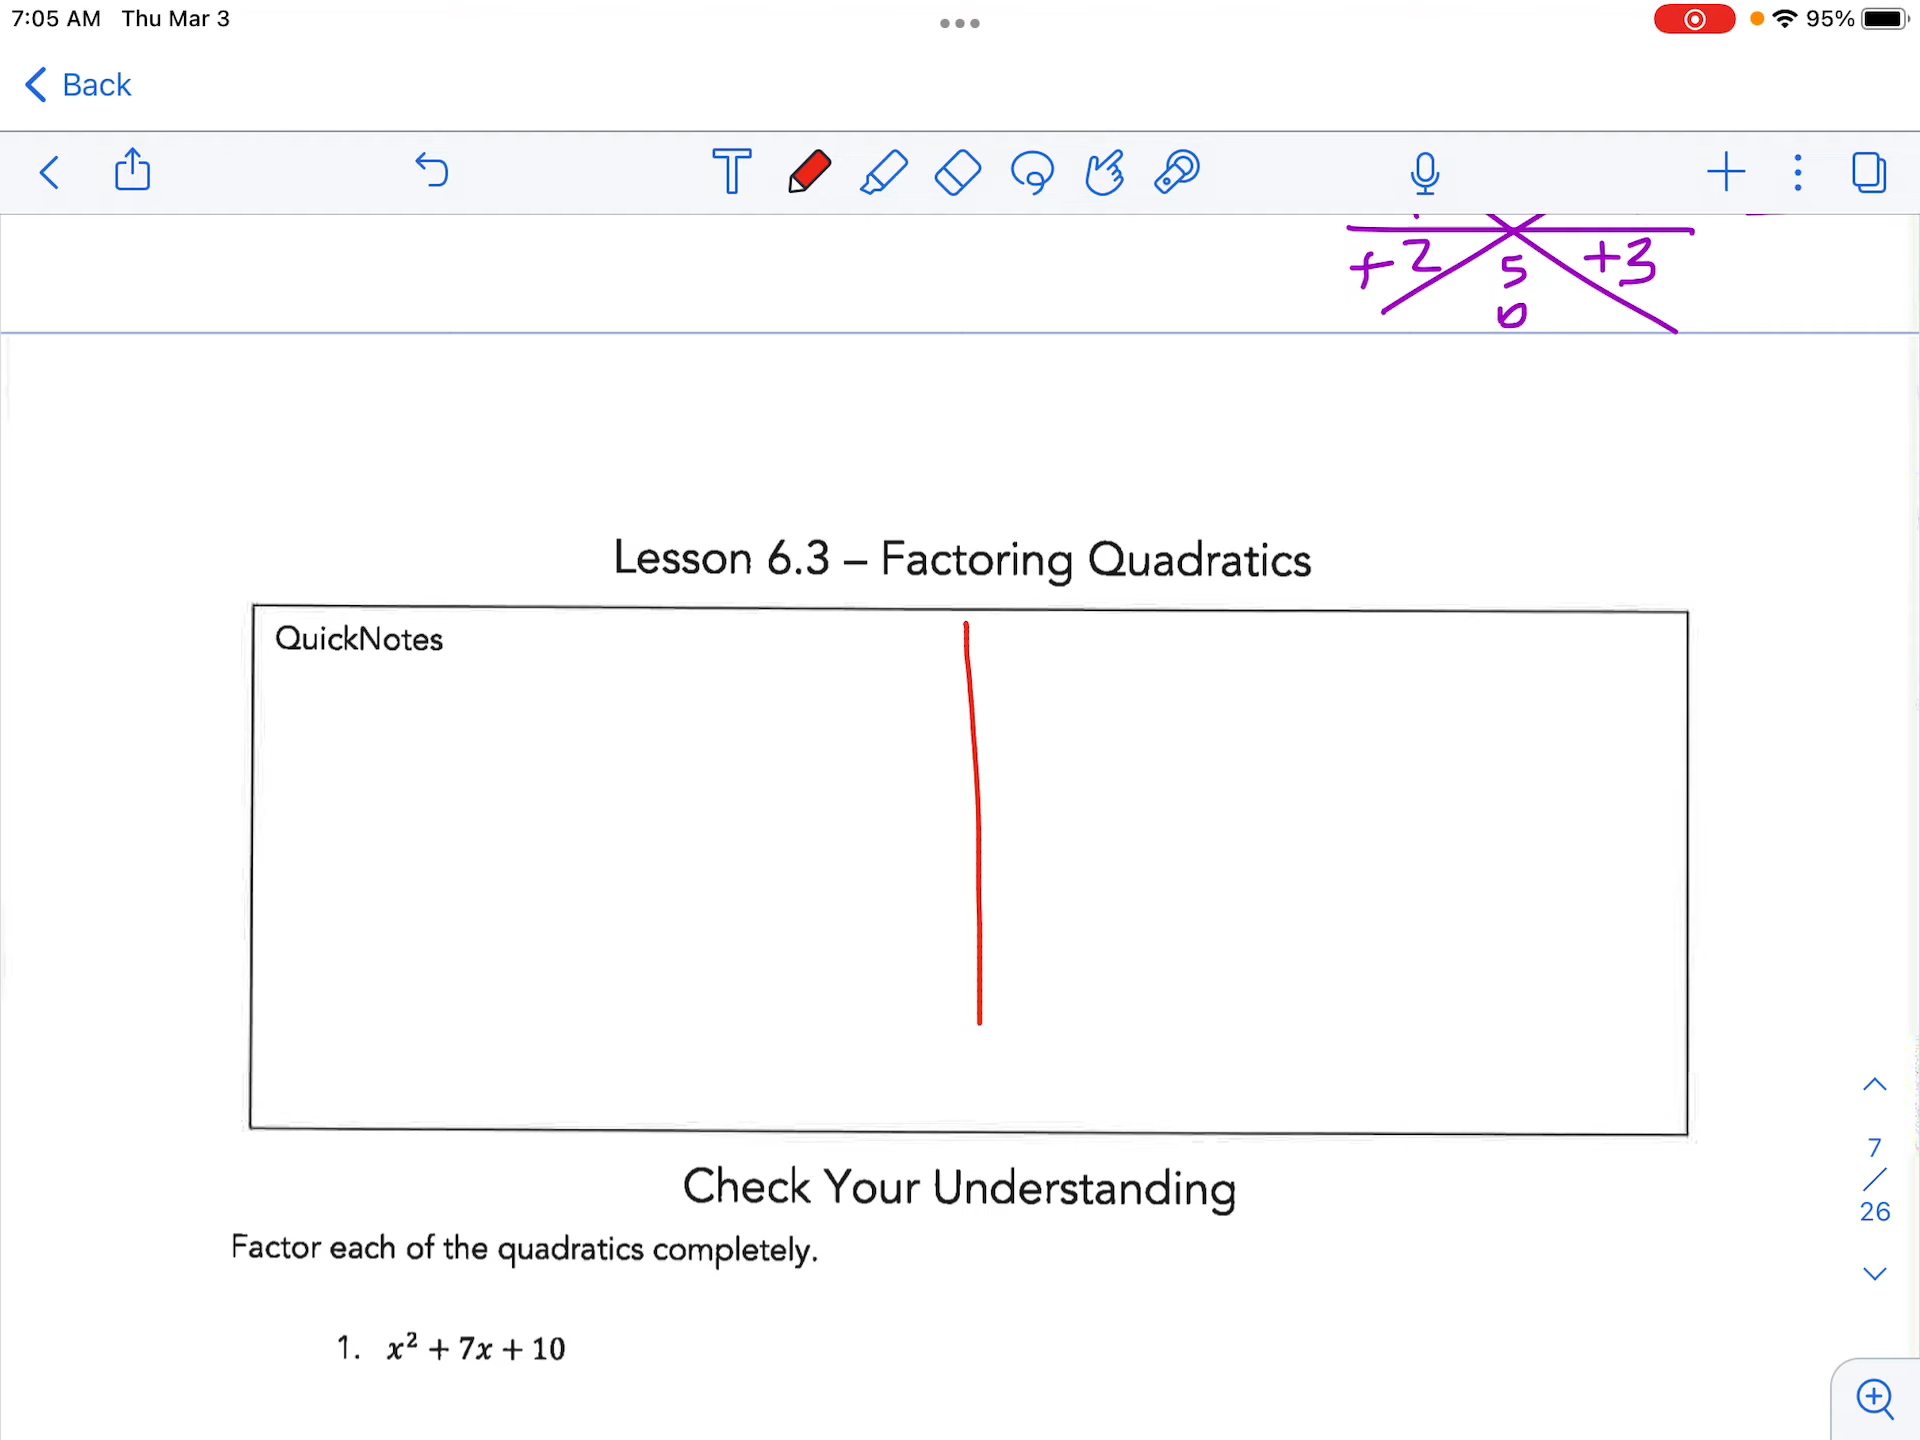 7:05 AM Thu Mar 3
95%
Back
+2 5 +3
Lesson 6.3 – Factoring Quadratics
QuickNotes
7
/
26
Check Your Understanding
Factor each of the quadratics completely.
1. x² + 7x + 10